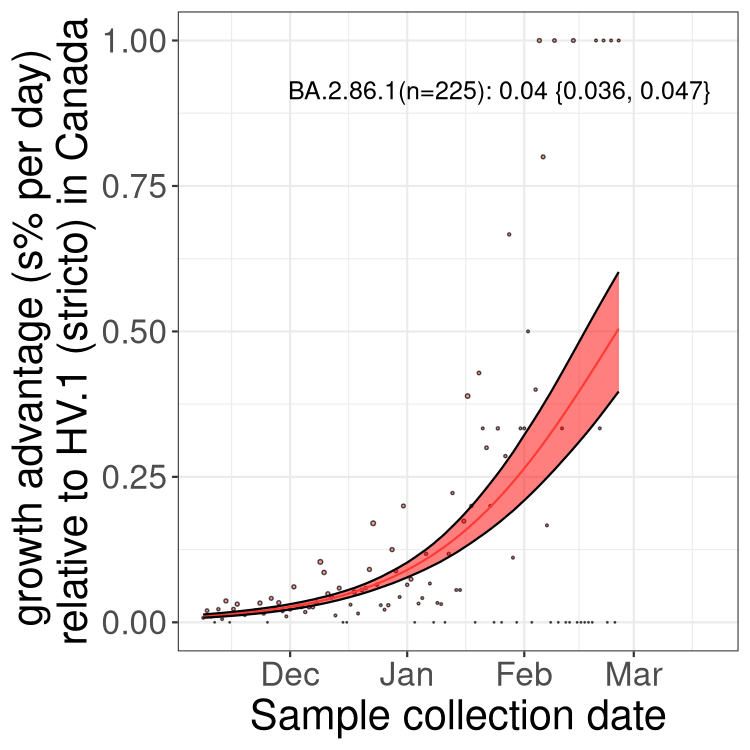 growth advantage (s% per day)
relative to HV.1 (stricto) in Canada
1.00
0.75
0.50
0.25
0.00
BA.2.86.1(n=225): 0.04 {0.036, 0.047}
Dec Jan Feb Mar
Sample collection date